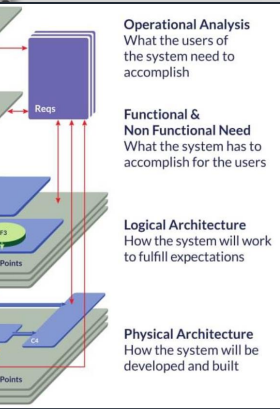 Operational Analysis
What the users of
the system need to
accomplish
Reqs
Functional &
Non Functional Need
What the system has to
accomplish for the users
F3
Logical Architecture
How the system will work
to fulfill expectations
Points
Physical Architecture
How the system will be
developed and built
C4
Points